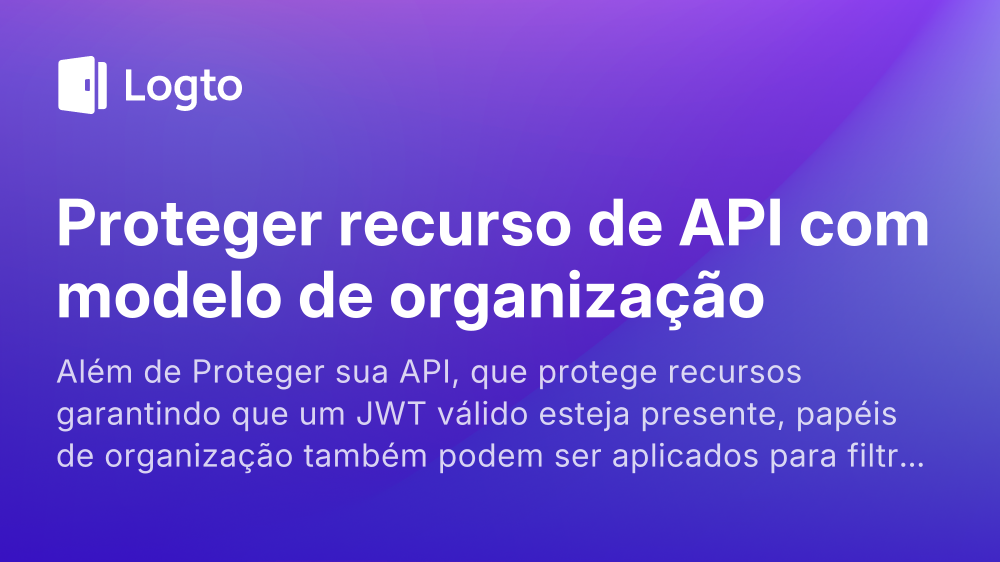 Logto
Proteger recurso de API com
modelo de organização
Além de Proteger sua API, que protege recursos
garantindo que um JWT válido esteja presente, papéis
de organização também podem ser aplicados para filtr...